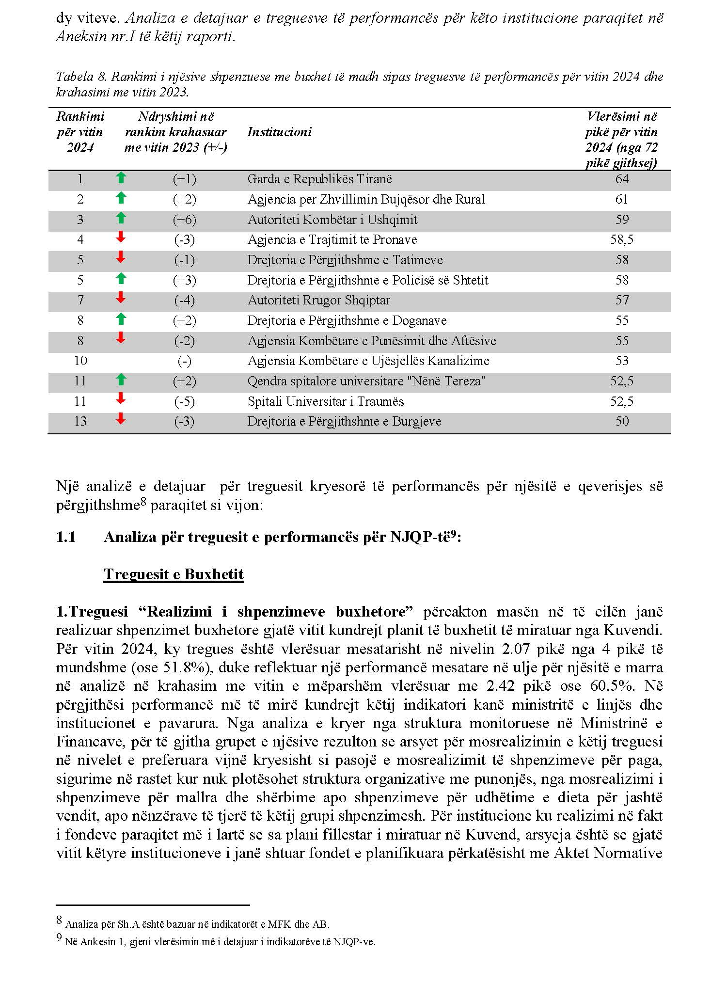 dy viteve. Analiza e detajuar e treguesve të performancës për këto institucione paraqitet në
Aneksin nr.I të këtij raporti.
Tabela 8. Rankimi i njësive shpenzuese me buxhet të madh sipas treguesve të performancës për vitin 2024 dhe
krahasimi me vitin 2023.
Rankimi për vitin 2024 Ndryshimi në rankim krahasuar me vitin 2023 (+/-) Institucioni Vlerësimi në pikë për vitin 2024 (nga 72 pikë gjithsej)
1 (+1) Garda e Republikës Tiranë 64
2 (+2) Agjencia per Zhvillimin Bujqësor dhe Rural 61
3 (+6) Autoriteti Kombëtar i Ushqimit 59
4 (-3) Agjencia e Trajtimit te Pronave 58,5
5 (-1) Drejtoria e Përgjithshme e Tatimeve 58
5 (+3) Drejtoria e Përgjithshme e Policisë së Shtetit 58
7 (-4) Autoriteti Rrugor Shqiptar 57
8 (+2) Drejtoria e Përgjithshme e Doganave 55
8 (-2) Agjensia Kombëtare e Punësimit dhe Aftësive 55
10 (-) Agjensia Kombëtare e Ujësjellës Kanalizime 53
11 (+2) Qendra spitalore universitare "Nënë Tereza" 52,5
11 (-5) Spitali Universitar i Traumës 52,5
13 (-3) Drejtoria e Përgjithshme e Burgjeve 50
Një analizë e detajuar për treguesit kryesorë të performancës për njësitë e qeverisjes së
përgjithshme8 paraqitet si vijon:
1.1 Analiza për treguesit e performancës për NJQP-të9:
Treguesit e Buxhetit
1.Treguesi “Realizimi i shpenzimeve buxhetore” përcakton masën në të cilën janë
realizuar shpenzimet buxhetore gjatë vitit kundrejt planit të buxhetit të miratuar nga Kuvendi.
Për vitin 2024, ky tregues është vlerësuar mesatarisht në nivelin 2.07 pikë nga 4 pikë të
mundshme (ose 51.8%), duke reflektuar një performancë mesatare në ulje për njësitë e marra
në analizë në krahasim me vitin e mëparshëm vlerësuar me 2.42 pikë ose 60.5%. Në
përgjithësi performancë më të mirë kundrejt këtij indikatori kanë ministritë e linjës dhe
institucionet e pavarura. Nga analiza e kryer nga struktura monitoruese në Ministrinë e
Financave, për të gjitha grupet e njësive rezulton se arsyet për mosrealizimin e këtij treguesi
në nivelet e preferuara vijnë kryesisht si pasojë e mosrealizimit të shpenzimeve për paga,
sigurime në rastet kur nuk plotësohet struktura organizative me punonjës, nga mosrealizimi i
shpenzimeve për mallra dhe shërbime apo shpenzimeve për udhëtime e dieta për jashtë
vendit, apo nënzërave të tjerë të këtij grupi shpenzimesh. Për institucione ku realizimi në fakt
i fondeve paraqitet më i lartë se sa plani fillestar i miratuar në Kuvend, arsyeja është se gjatë
vitit këtyre institucioneve i janë shtuar fondet e planifikuara përkatësisht me Aktet Normative
8 Analiza për Sh.A është bazuar në indikatorët e MFK dhe AB.
9 Në Ankesin 1, gjeni vlerësimin më i detajuar i indikatorëve të NJQP-ve.